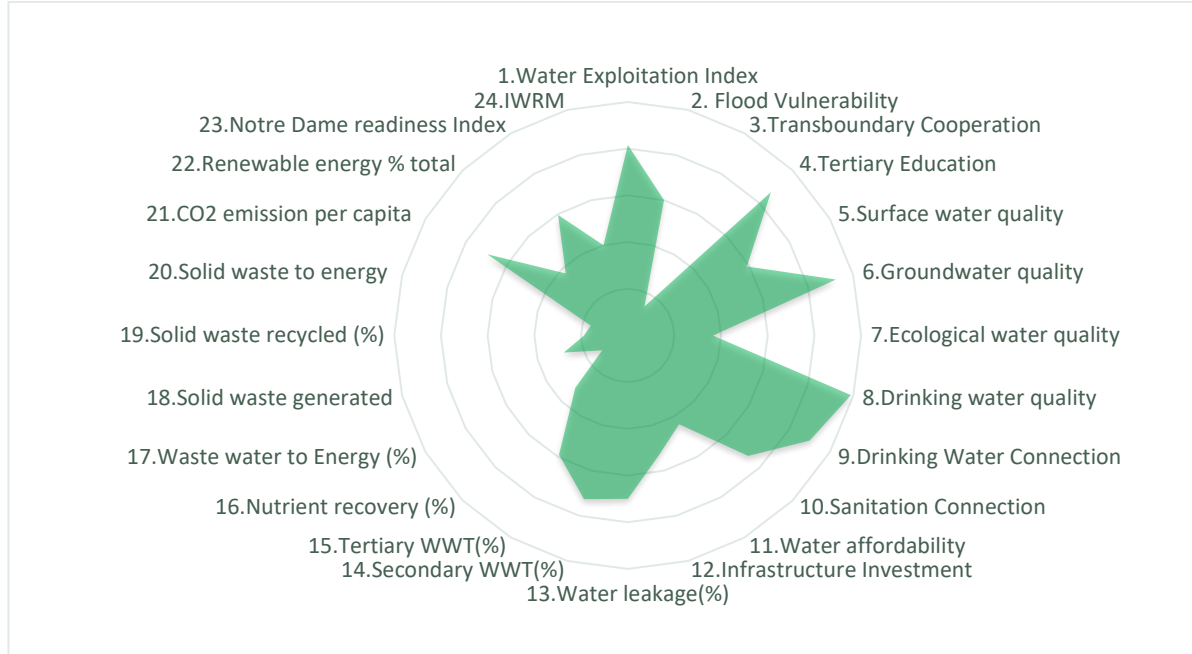 1.Water Exploitation Index
2. Flood Vulnerability
3.Transboundary Cooperation
4.Tertiary Education
5.Surface water quality
6.Groundwater quality
7.Ecological water quality
8.Drinking water quality
9.Drinking Water Connection
10.Sanitation Connection
11.Water affordability
12.Infrastructure Investment
13.Water leakage(%)
14.Secondary WWT(%)
15.Tertiary WWT(%)
16.Nutrient recovery (%)
17.Waste water to Energy (%)
18.Solid waste generated
19.Solid waste recycled (%)
20.Solid waste to energy
21.CO2 emission per capita
22.Renewable energy % total
23.Notre Dame readiness Index
24.IWRM